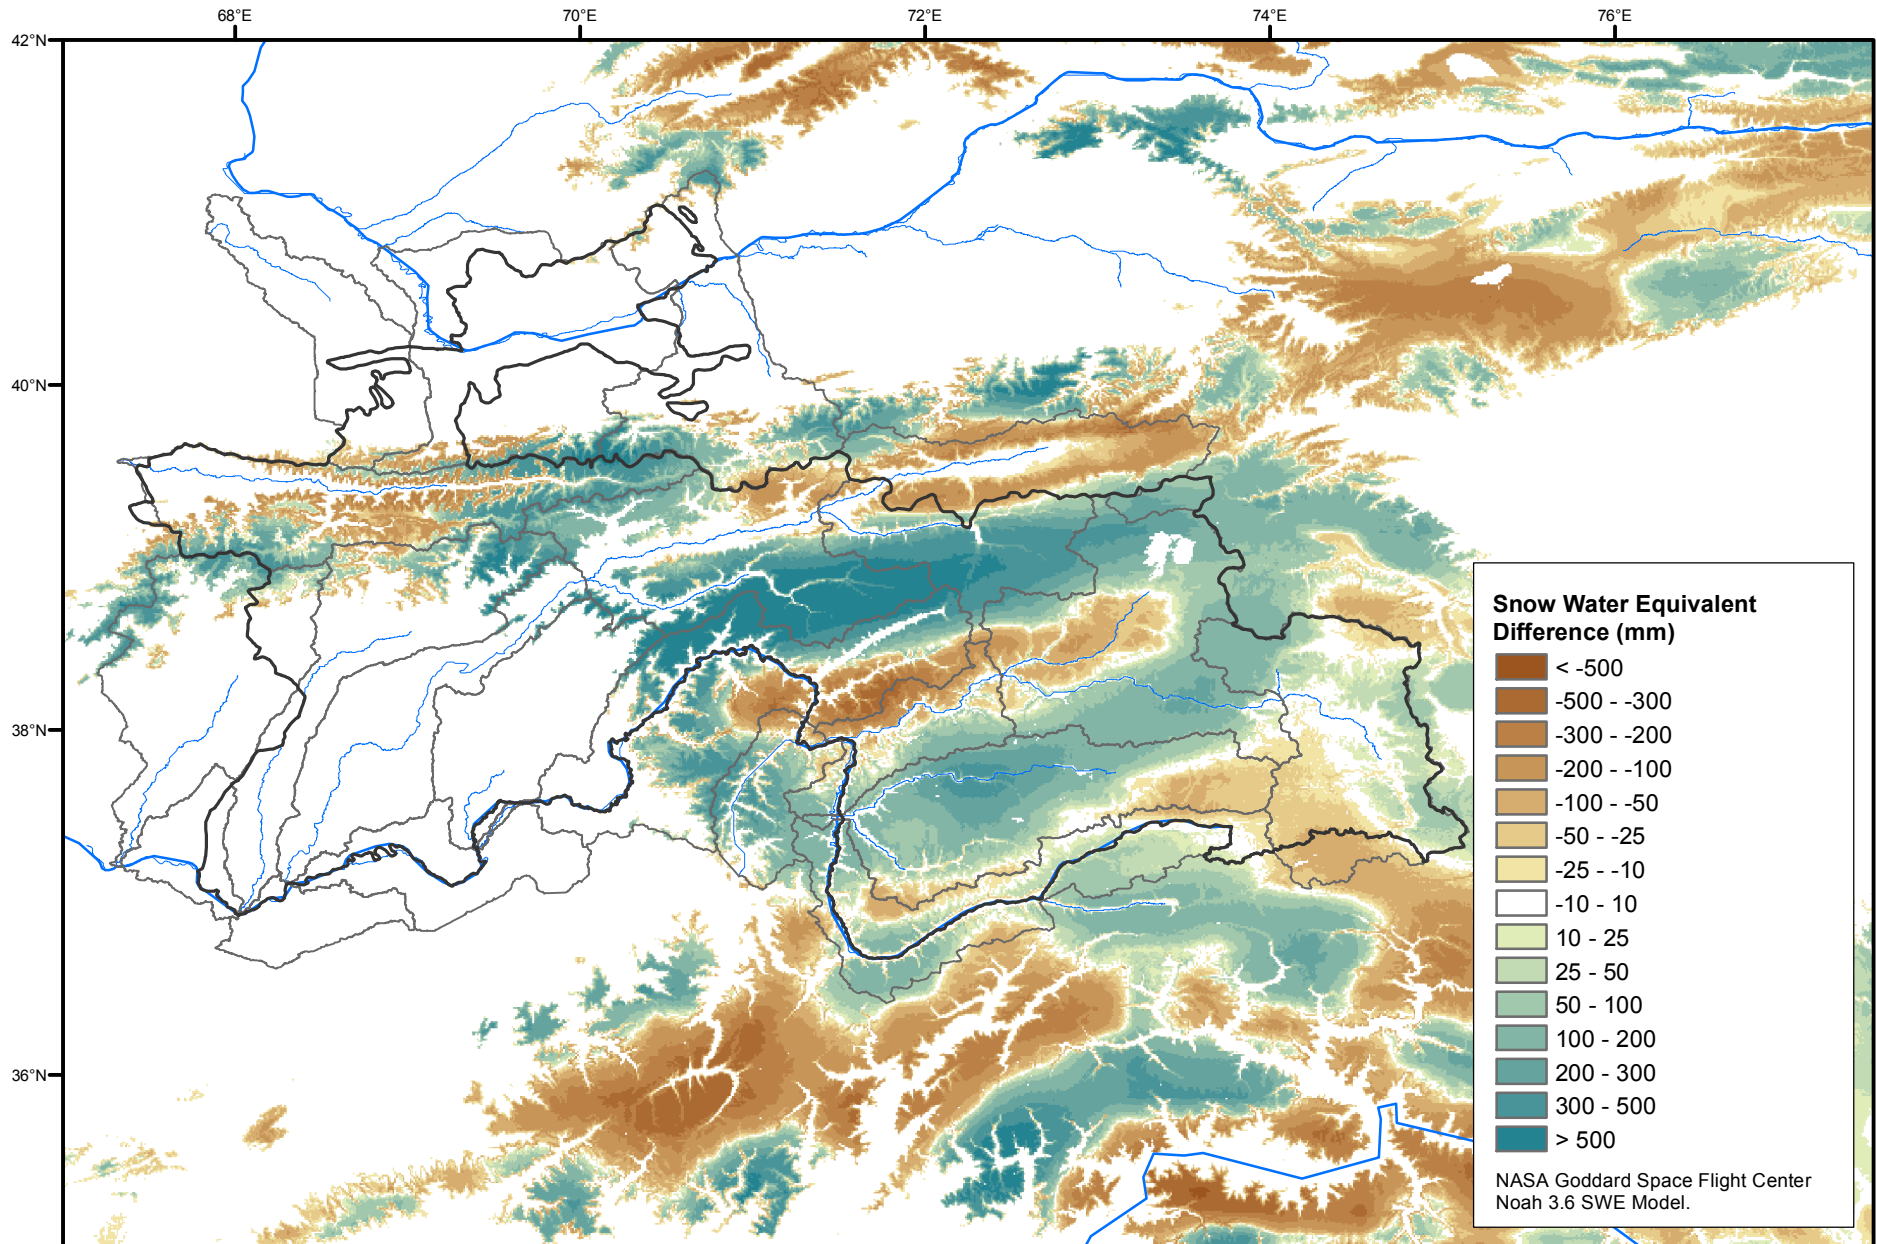 68°E 70°E 72°E 74°E 76°E
42°N
40°N
38°N
36°N
Snow Water Equivalent
Difference (mm)
< -500
-500 - -300
-300 - -200
-200 - -100
-100 - -50
-50 - -25
-25 - -10
-10 - 10
10 - 25
25 - 50
50 - 100
100 - 200
200 - 300
300 - 500
> 500
NASA Goddard Space Flight Center
Noah 3.6 SWE Model.